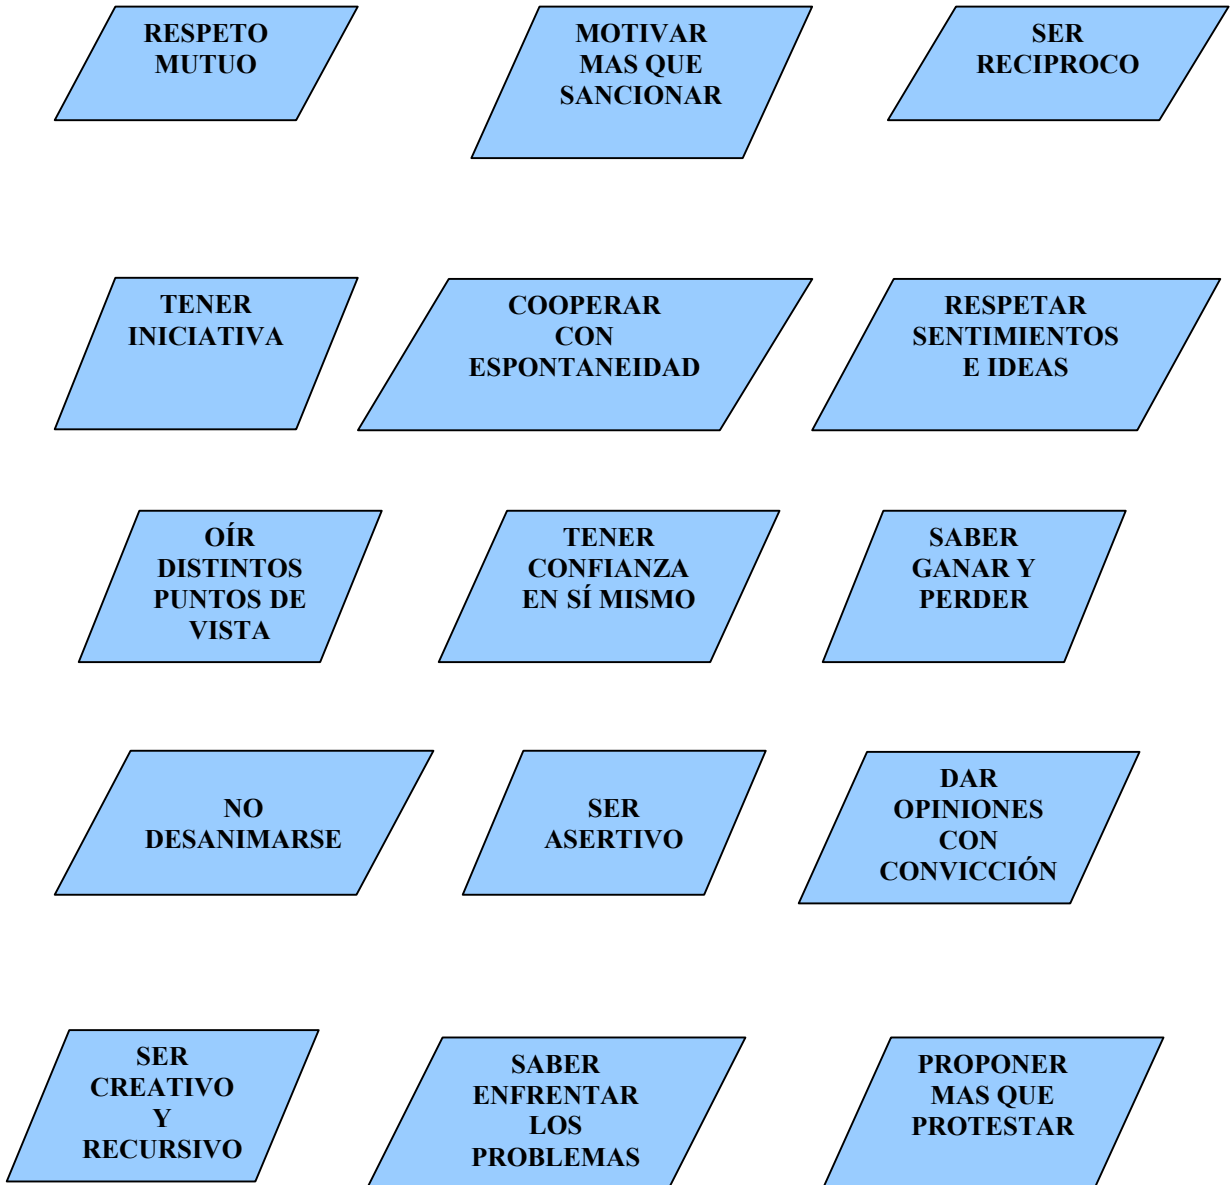 RESPETO
MUTUO
MOTIVAR
MAS QUE
SANCIONAR
SER
RECIPROCO
TENER
INICIATIVA
COOPERAR
CON
ESPONTANEIDAD
RESPETAR
SENTIMIENTOS
E IDEAS
OÍR
DISTINTOS
PUNTOS DE
VISTA
TENER
CONFIANZA
EN SÍ MISMO
SABER
GANAR Y
PERDER
NO
DESANIMARSE
SER
ASERTIVO
DAR
OPINIONES
CON
CONVICCIÓN
SER
CREATIVO
Y
RECURSIVO
SABER
ENFRENTAR
LOS
PROBLEMAS
PROPONER
MAS QUE
PROTESTAR